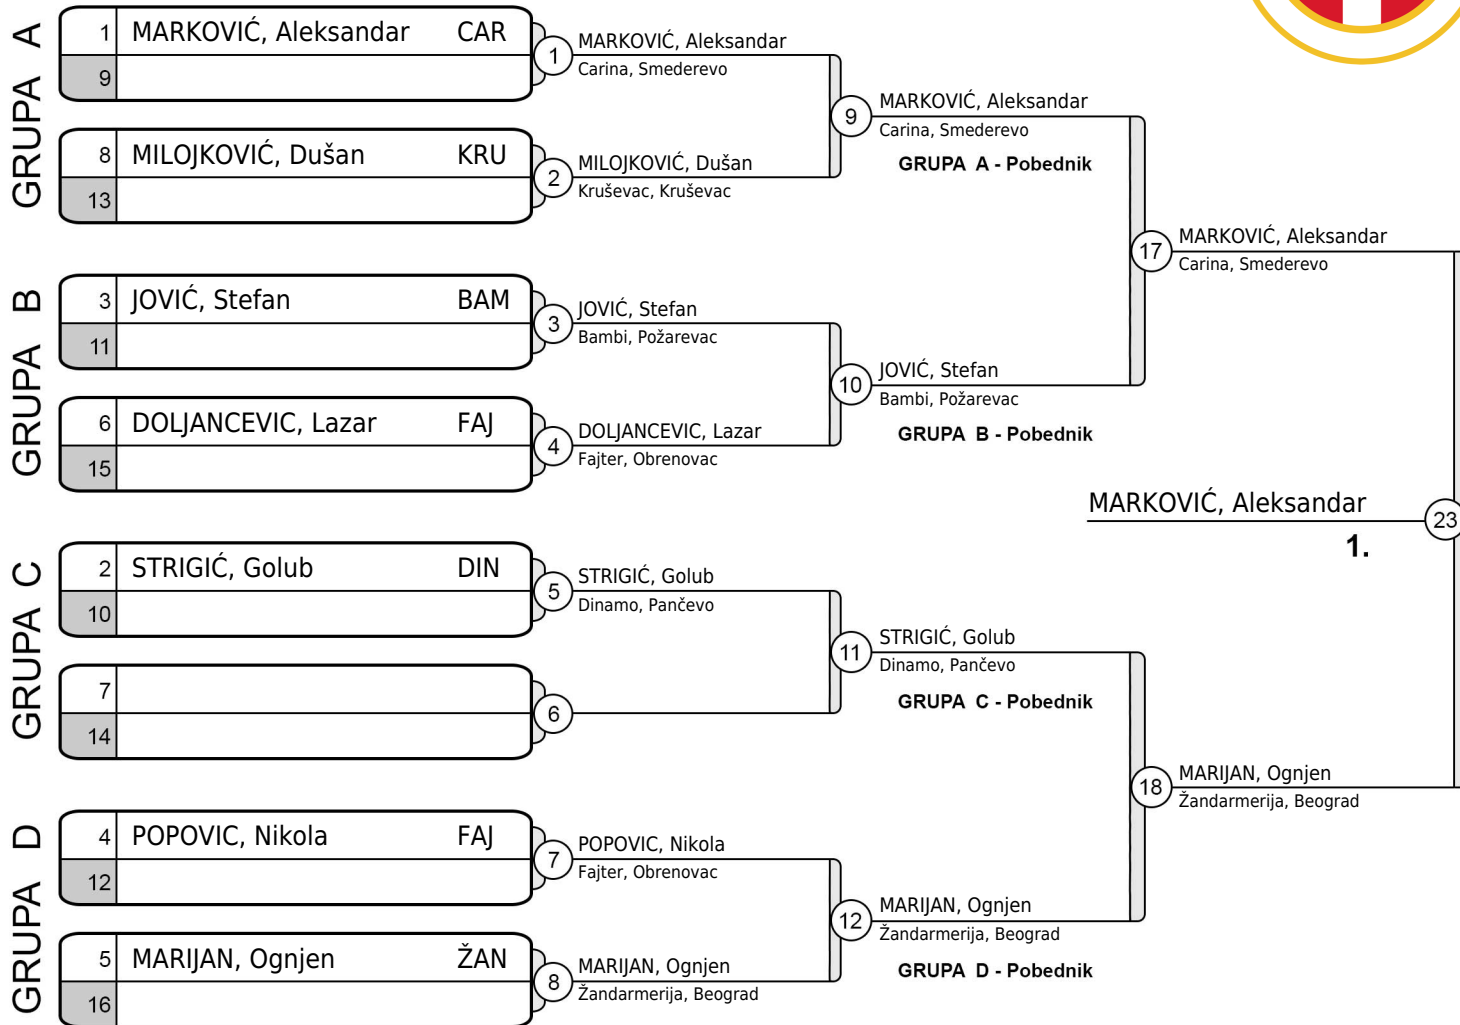 GRUPA A
1 MARKOVIĆ, Aleksandar CAR
9
8 MILOJKOVIĆ, Dušan KRU
13
GRUPA B
3 JOVIĆ, Stefan BAM
11
6 DOLJANCEVIC, Lazar FAJ
15
GRUPA C
2 STRIGIĆ, Golub DIN
10
7
14
GRUPA D
4 POPOVIC, Nikola FAJ
12
5 MARIJAN, Ognjen ŽAN
16
1 MARKOVIĆ, Aleksandar
Carina, Smederevo
2 MILOJKOVIĆ, Dušan
Kruševac, Kruševac
3 JOVIĆ, Stefan
Bambi, Požarevac
4 DOLJANCEVIC, Lazar
Fajter, Obrenovac
5 STRIGIĆ, Golub
Dinamo, Pančevo
6
7 POPOVIC, Nikola
Fajter, Obrenovac
8 MARIJAN, Ognjen
Žandarmerija, Beograd
9 MARKOVIĆ, Aleksandar
Carina, Smederevo
GRUPA A - Pobednik
10 JOVIĆ, Stefan
Bambi, Požarevac
GRUPA B - Pobednik
11 STRIGIĆ, Golub
Dinamo, Pančevo
GRUPA C - Pobednik
12 MARIJAN, Ognjen
Žandarmerija, Beograd
GRUPA D - Pobednik
17 MARKOVIĆ, Aleksandar
Carina, Smederevo
18 MARIJAN, Ognjen
Žandarmerija, Beograd
MARKOVIĆ, Aleksandar 23
1.